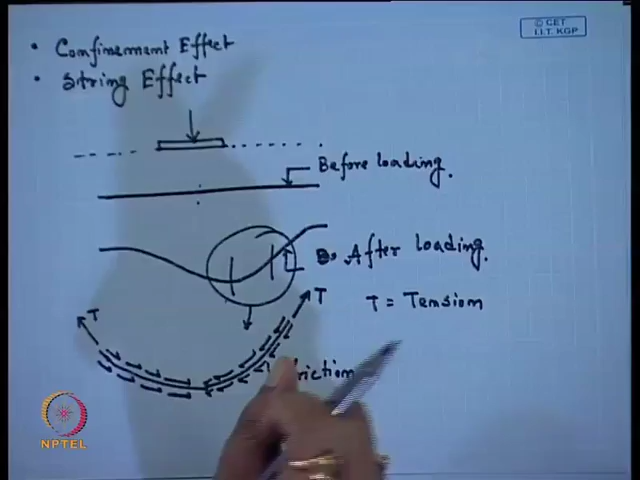 © CET
I.I.T. KGP
• Confinement Effect
• String Effect
Before loading.
After loading.
T
T
T = Tension
friction
NPTEL